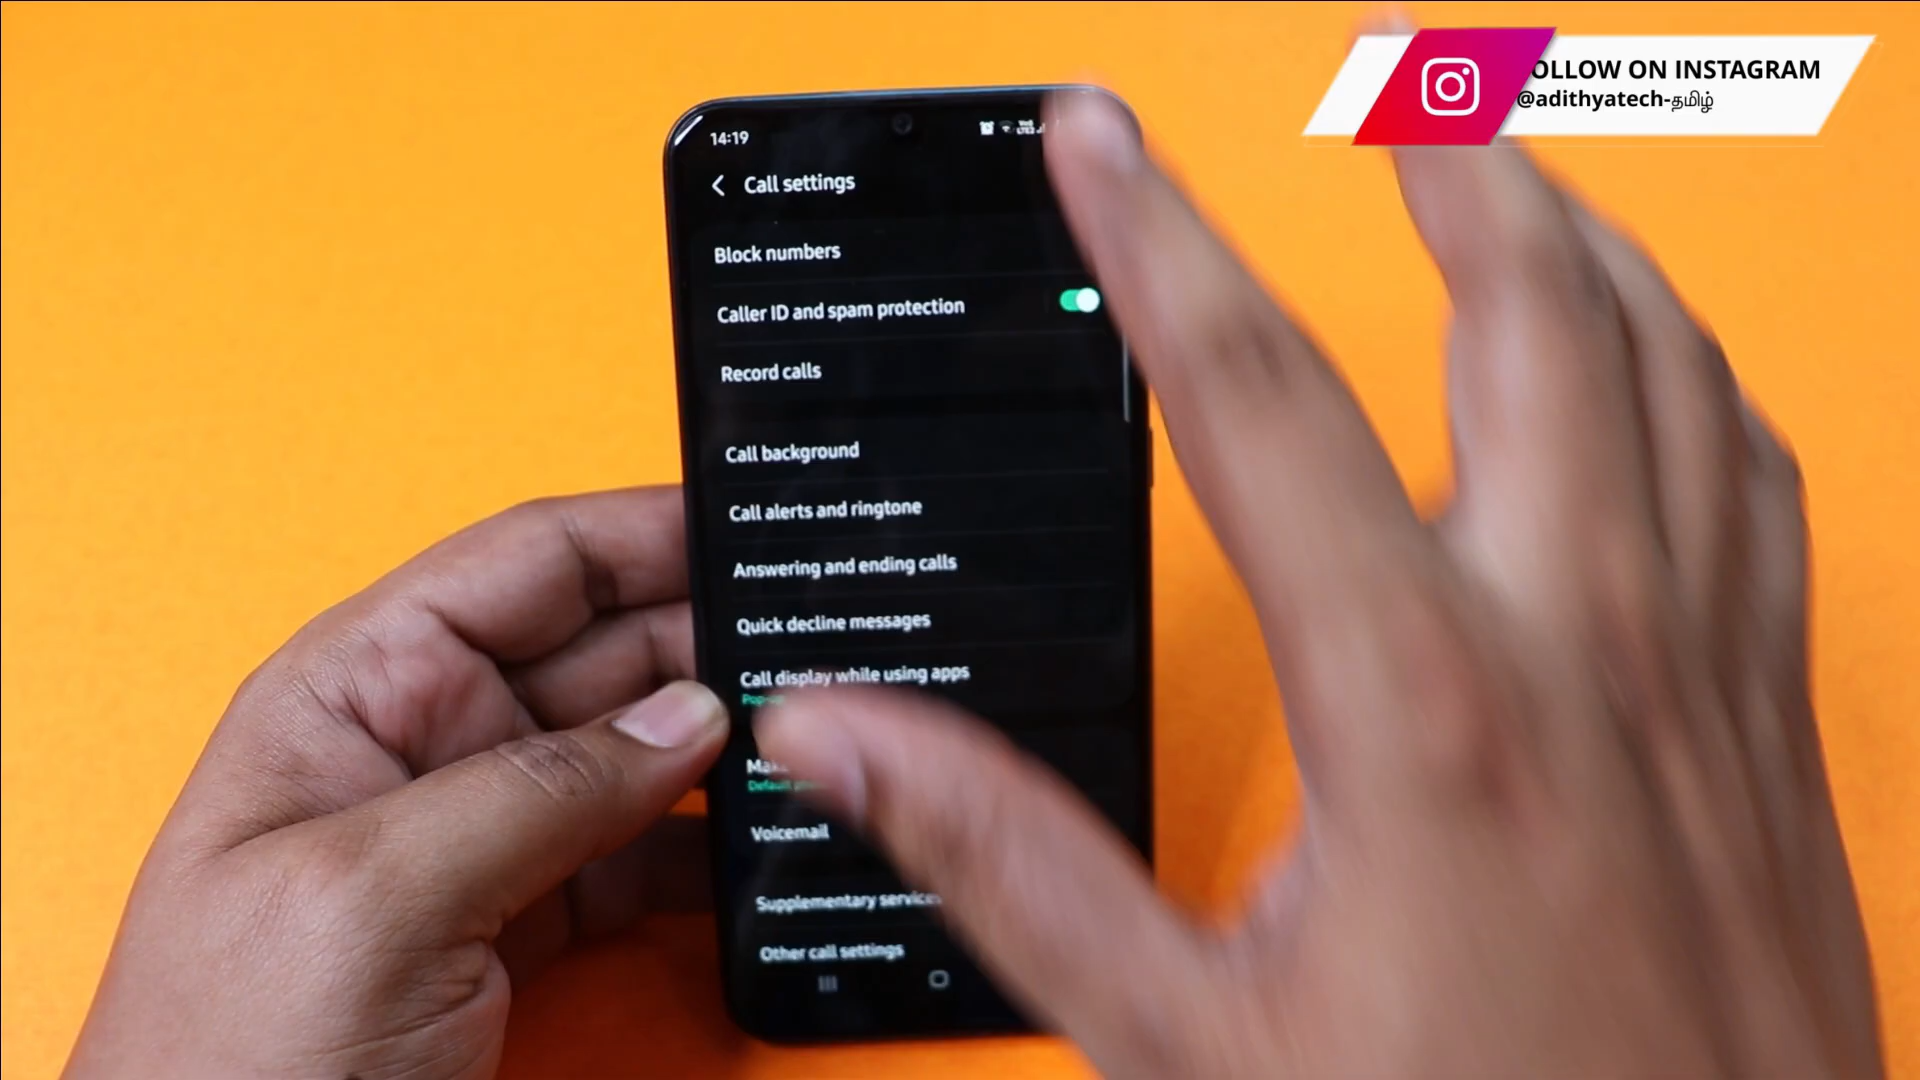 OLLOW ON INSTAGRAM
@adithyatech-தமிழ்
14:19
Call settings
Block numbers
Caller ID and spam protection
Record calls
Call background
Call alerts and ringtone
Answering and ending calls
Quick decline messages
Call display while using apps
Voicemail
Supplementary services
Other call settings